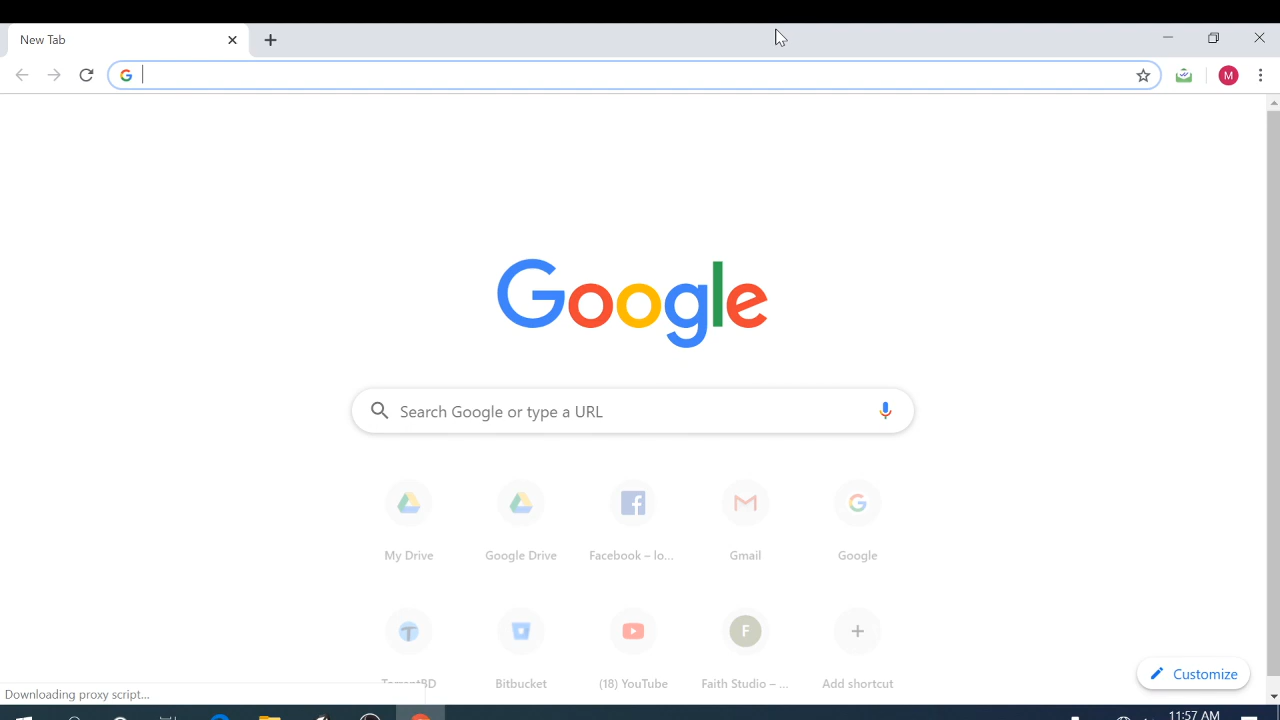 New Tab
M
Google
Search Google or type a URL
My Drive
Google Drive
Facebook – lo...
Gmail
Google
T
F
TorrentBD
Bitbucket
(18) YouTube
Faith Studio – ...
Add shortcut
Customize
Downloading proxy script...
11:57 AM